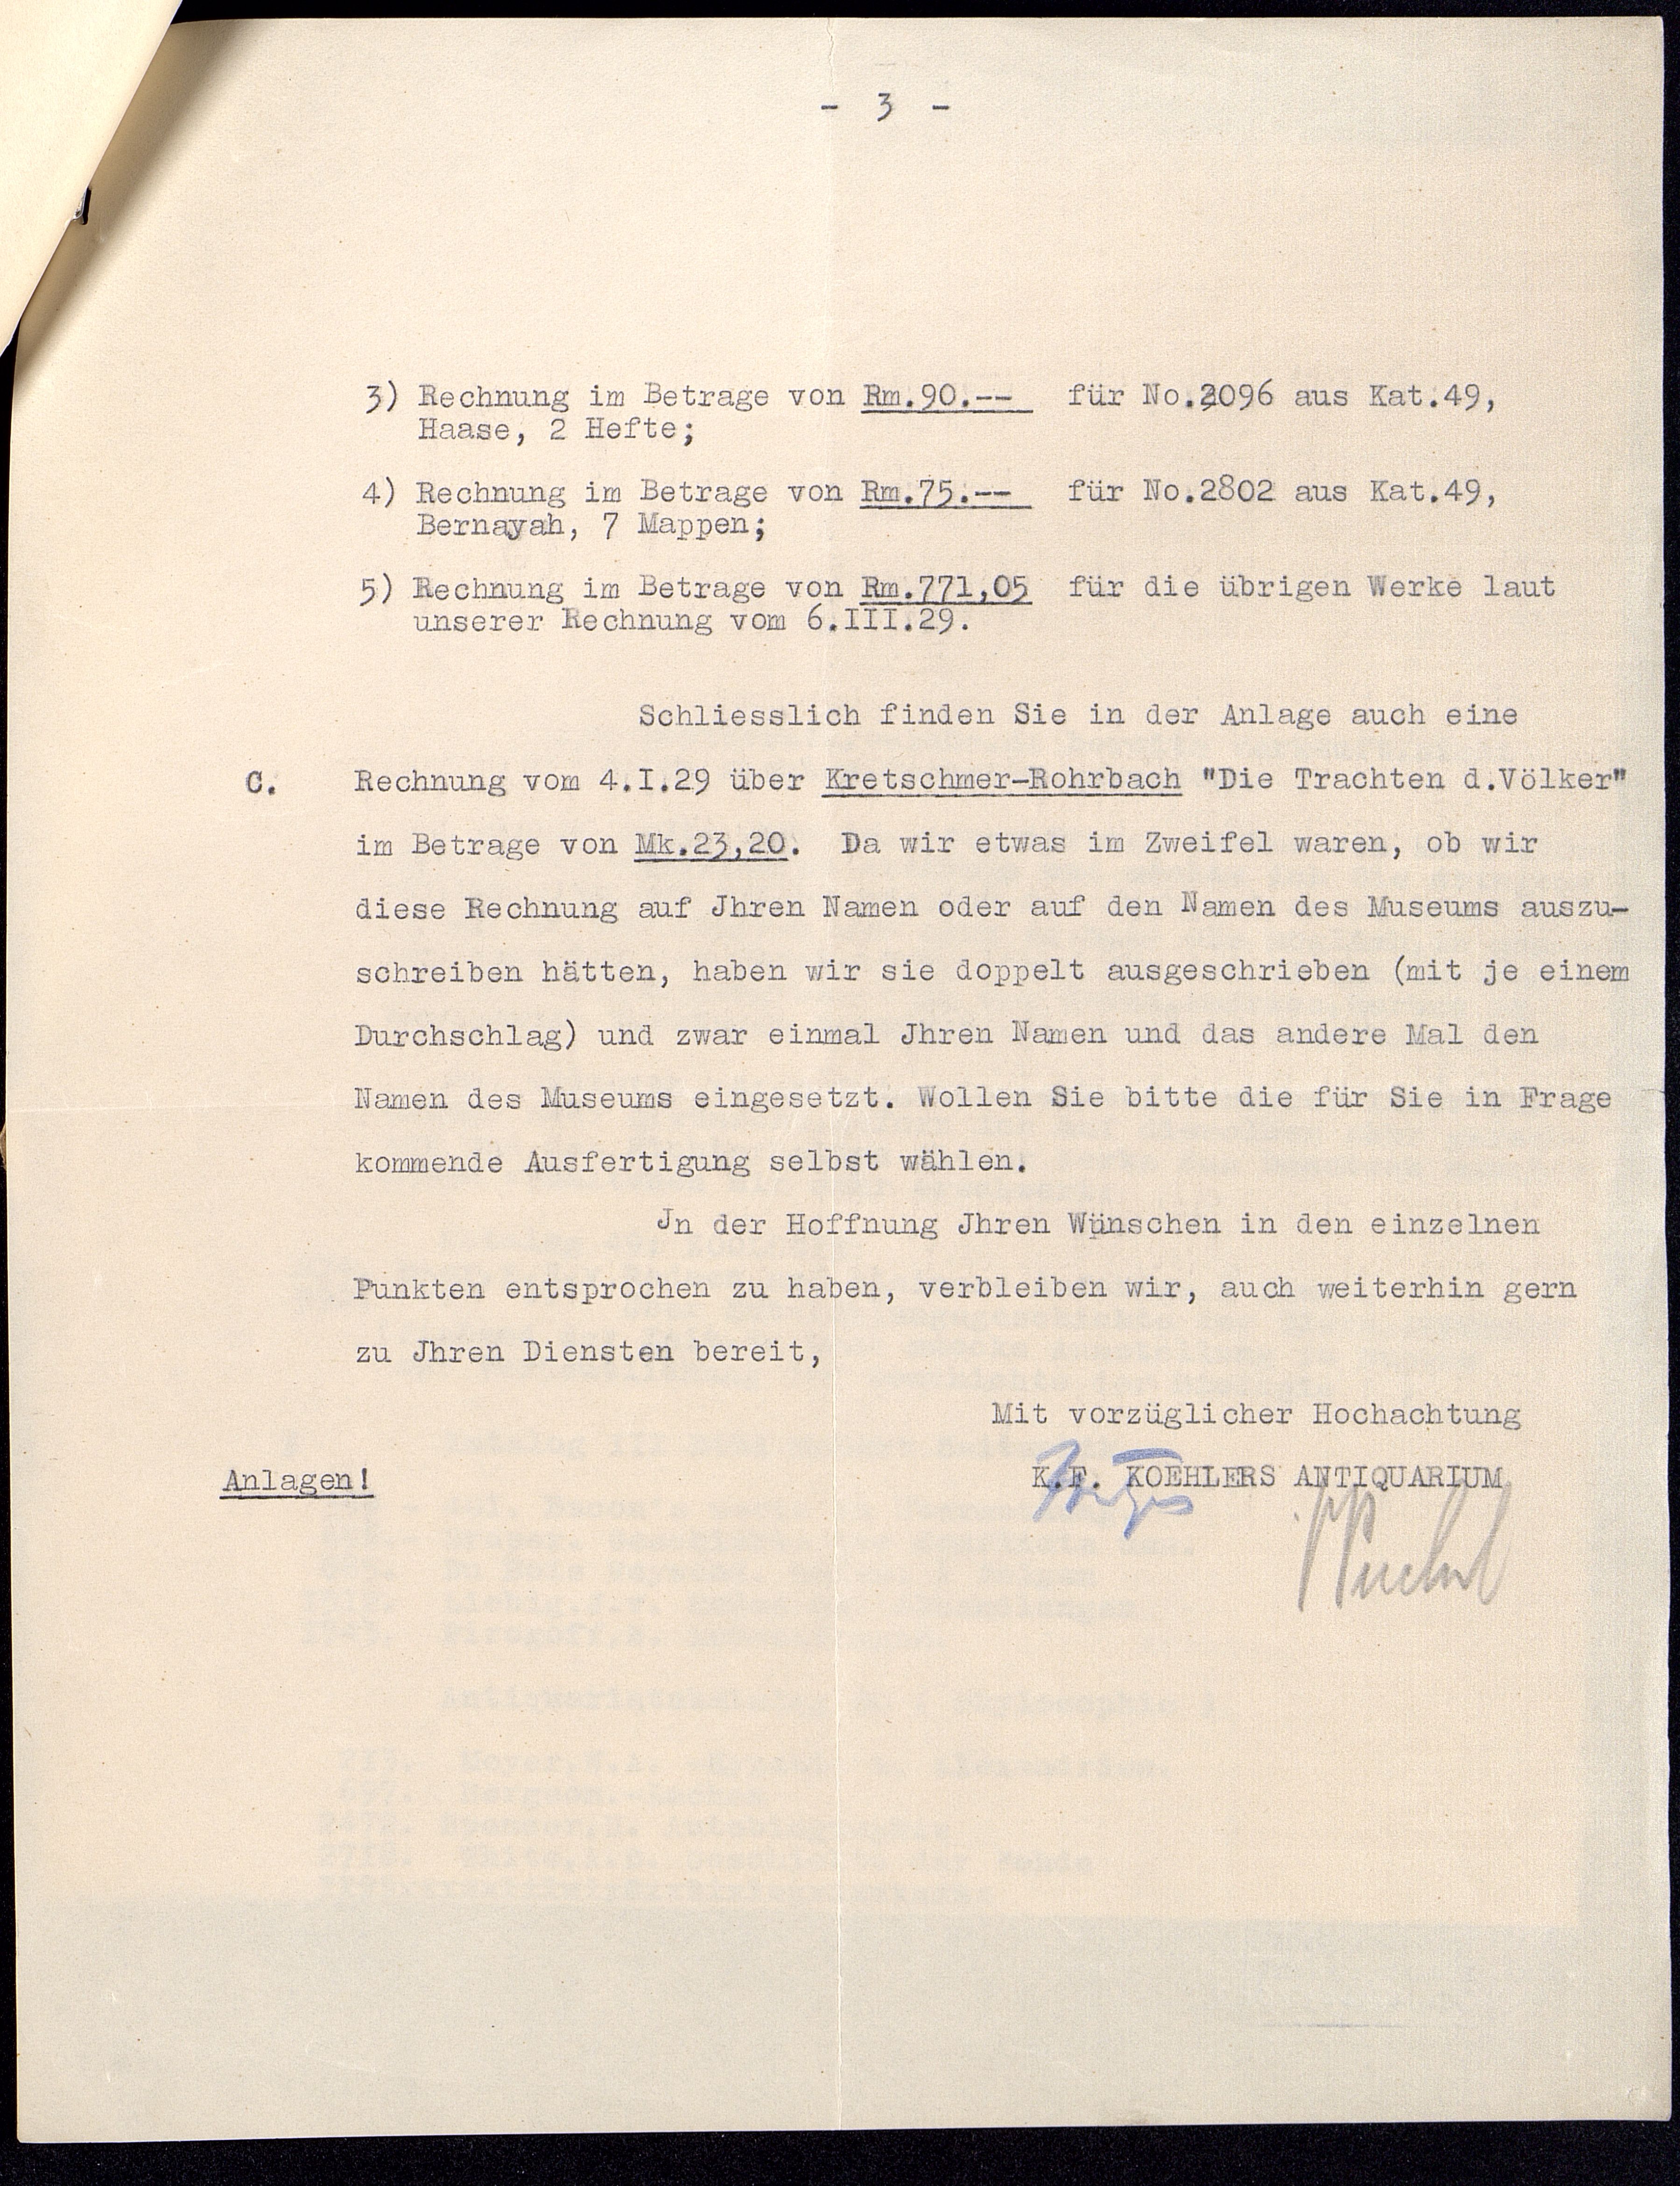 - 3 -
3) Rechnung im Betrage von Rm.90.-- für No.2096 aus Kat.49,
Haase, 2 Hefte;
4) Rechnung im Betrage von Rm.75.-- für No.2802 aus Kat.49,
Bernayah, 7 Mappen;
5) Rechnung im Betrage von Rm.771,05 für die übrigen Werke laut
unserer Rechnung vom 6.III.29.
Schliesslich finden Sie in der Anlage auch eine
C. Rechnung vom 4.I.29 über Kretschmer-Rohrbach "Die Trachten d.Völker"
im Betrage von Mk.23,20. Da wir etwas im Zweifel waren, ob wir
diese Rechnung auf Jhren Namen oder auf den Namen des Museums auszu-
schreiben hätten, haben wir sie doppelt ausgeschrieben (mit je einem
Durchschlag) und zwar einmal Jhren Namen und das andere Mal den
Namen des Museums eingesetzt. Wollen Sie bitte die für Sie in Frage
kommende Ausfertigung selbst wählen.
Jn der Hoffnung Jhren Wünschen in den einzelnen
Punkten entsprochen zu haben, verbleiben wir, auch weiterhin gern
zu Jhren Diensten bereit,
Mit vorzüglicher Hochachtung
Anlagen! K.F. KOEHLERS ANTIQUARIUM